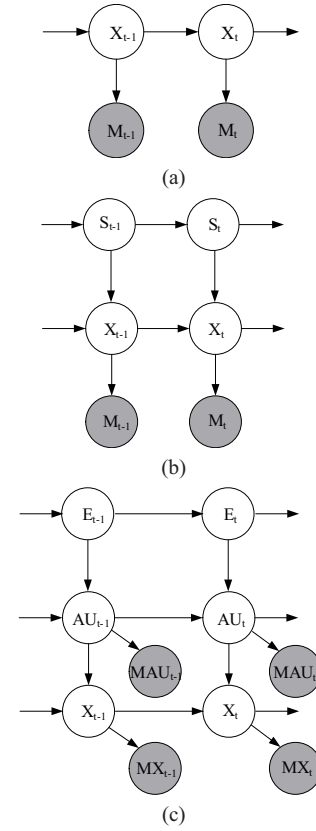 X_{t-1} X_t
M_{t-1} M_t
(a)
S_{t-1} S_t
X_{t-1} X_t
M_{t-1} M_t
(b)
E_{t-1} E_t
AU_{t-1} AU_t
MAU_{t-1} MAU_t
X_{t-1} X_t
MX_{t-1} MX_t
(c)